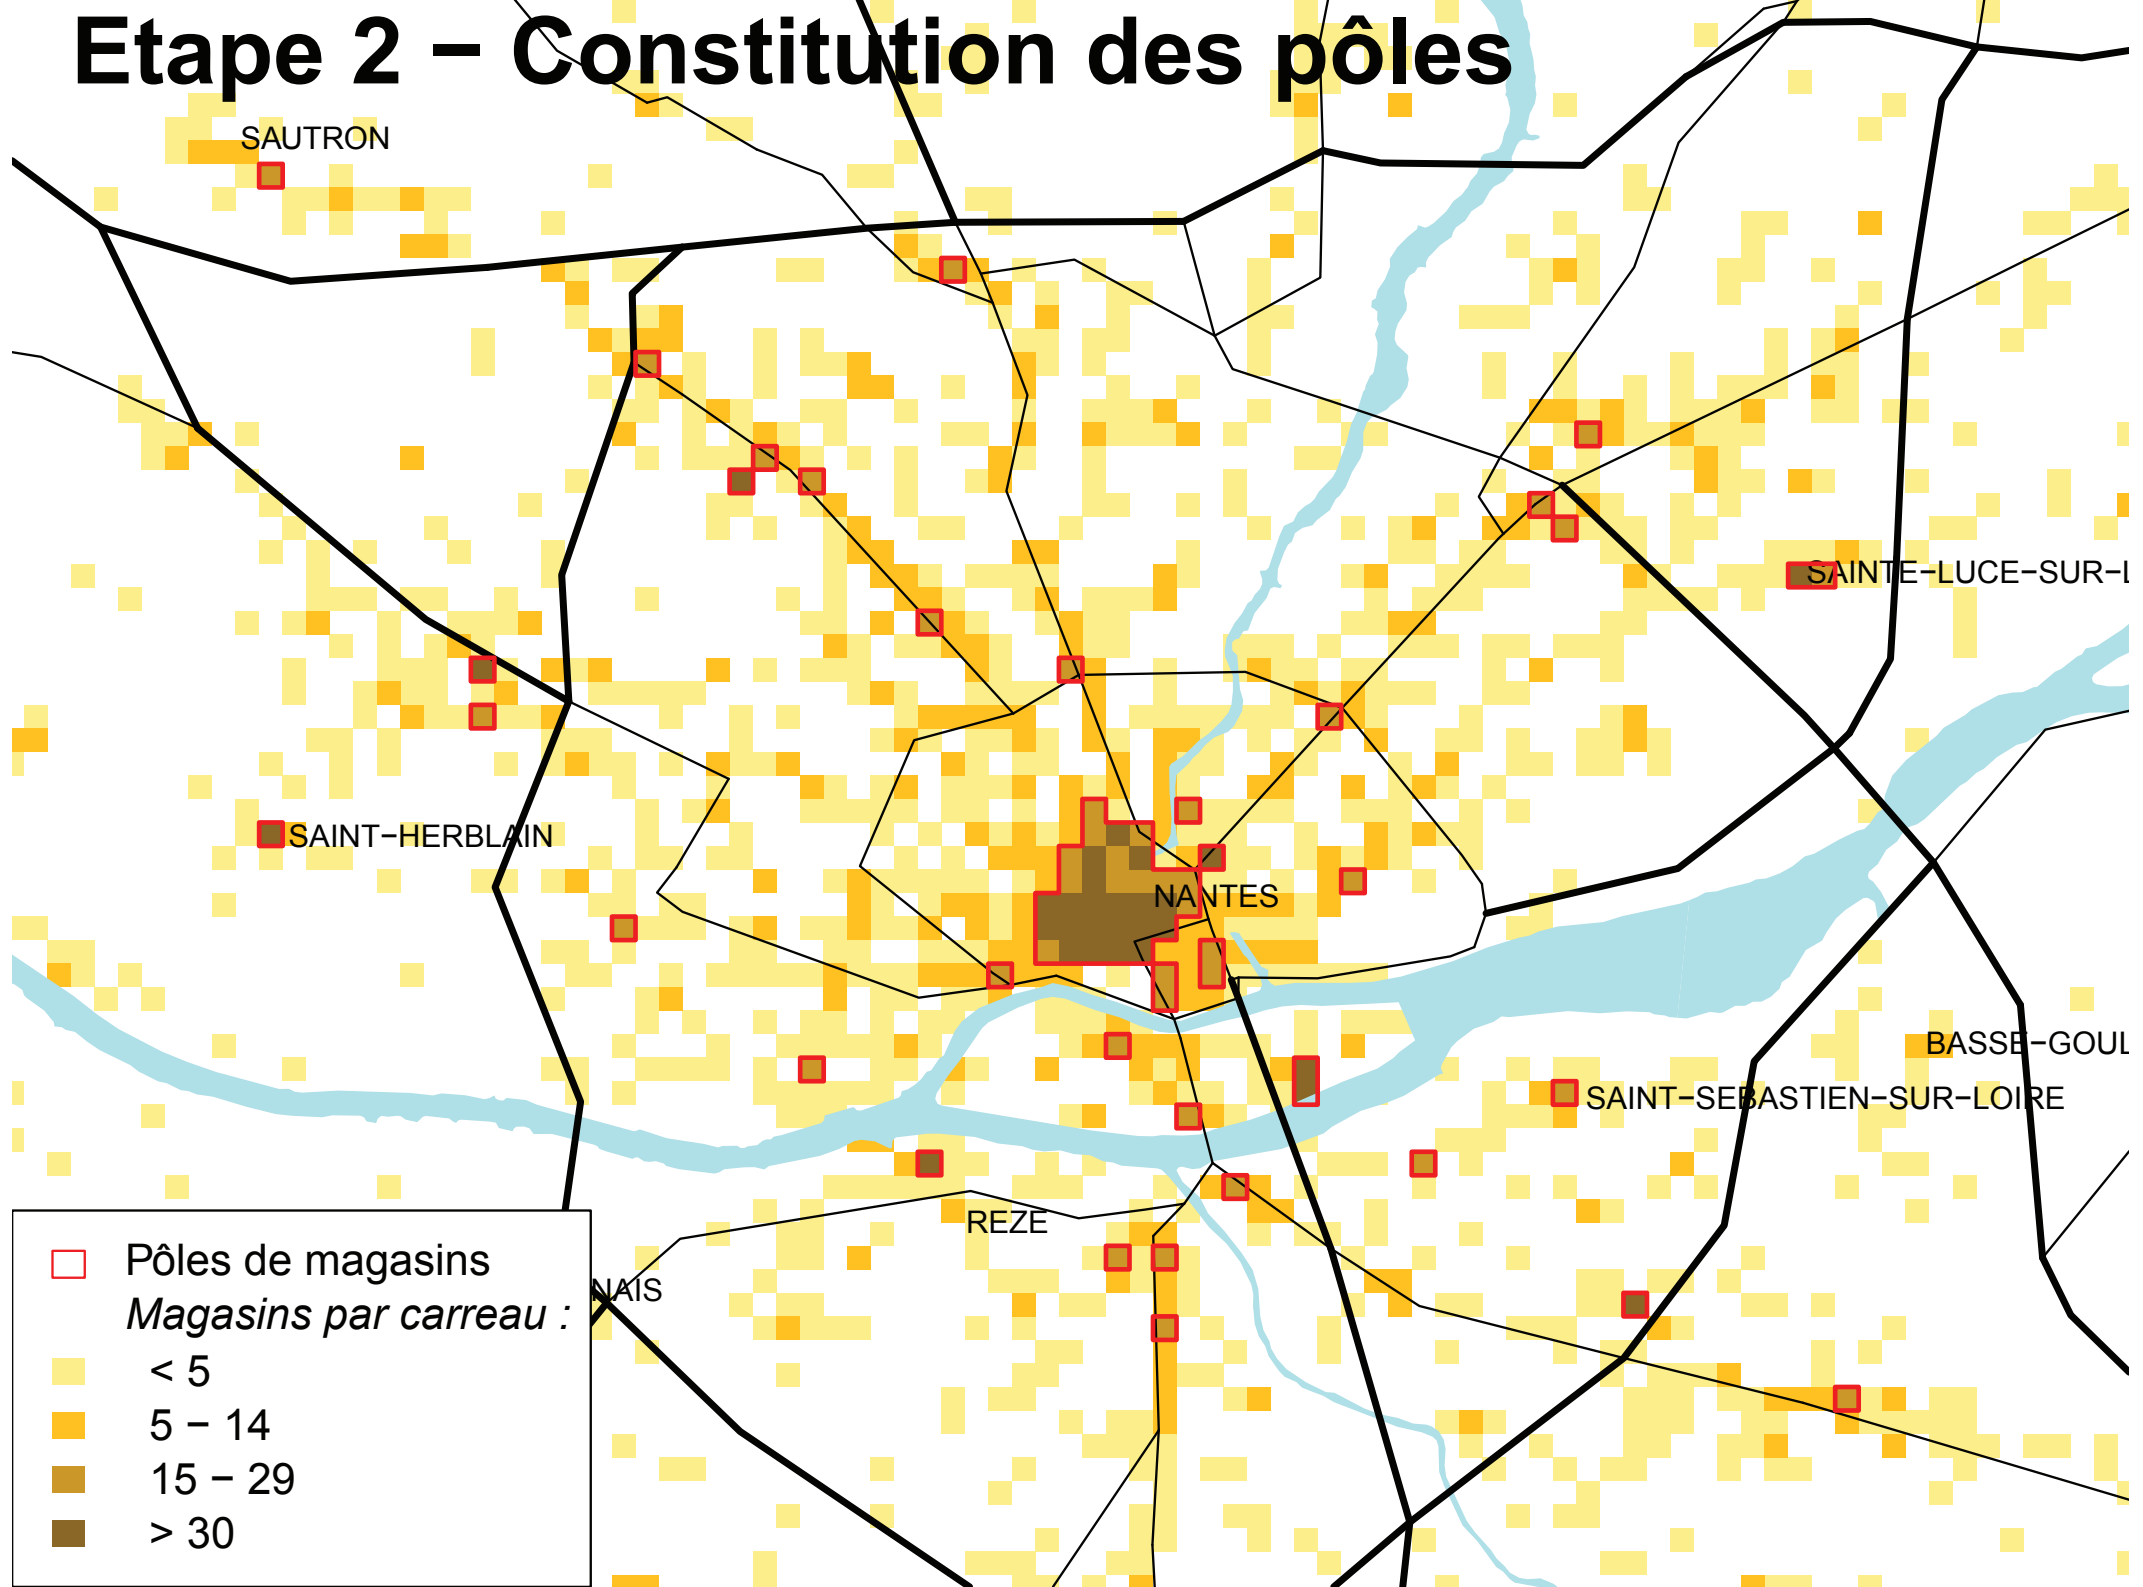 Etape 2 − Constitution des pôles
SAUTRON
SAINTE−LUCE−SUR−L
SAINT−HERBLAIN
NANTES
BASSE−GOUL
SAINT−SEBASTIEN−SUR−LOIRE
REZE
NAIS
Pôles de magasins
Magasins par carreau :
< 5
5 − 14
15 − 29
> 30